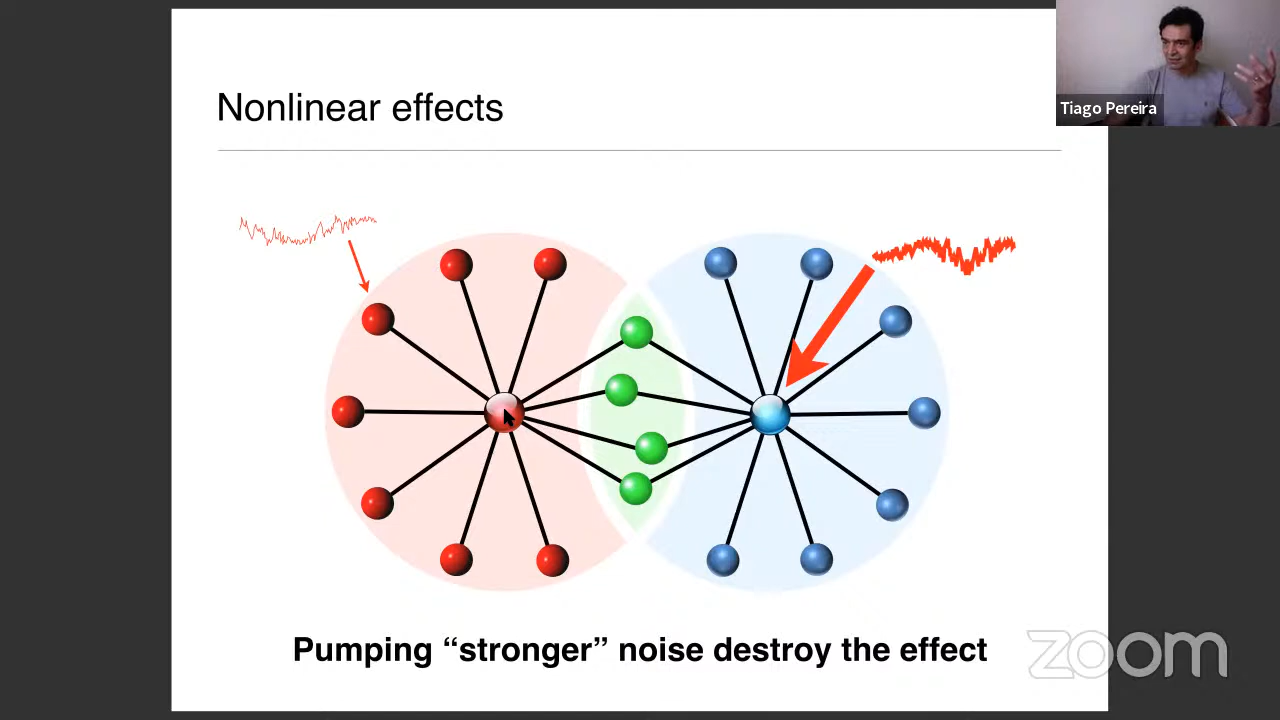 Tiago Pereira
Nonlinear effects
Pumping “stronger” noise destroy the effect
zoom